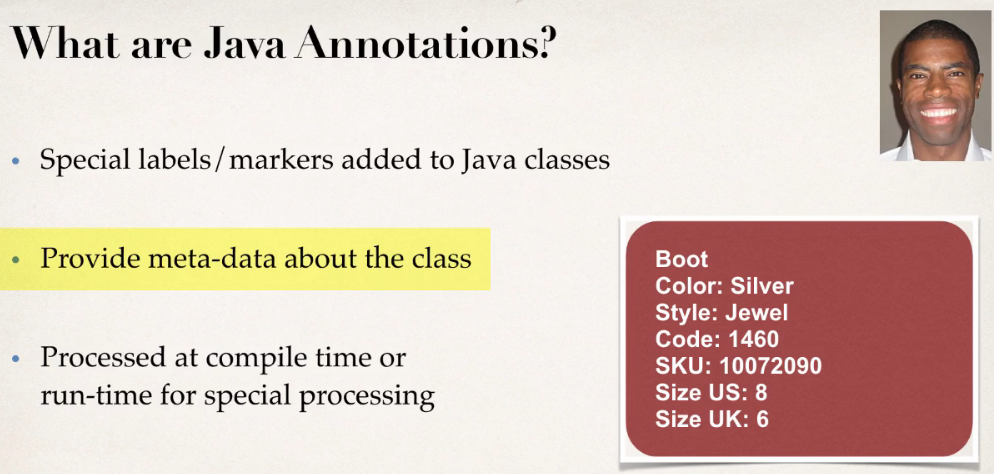 What are Java Annotations?
• Special labels/markers added to Java classes
• Provide meta-data about the class
• Processed at compile time or
run-time for special processing
Boot
Color: Silver
Style: Jewel
Code: 1460
SKU: 10072090
Size US: 8
Size UK: 6